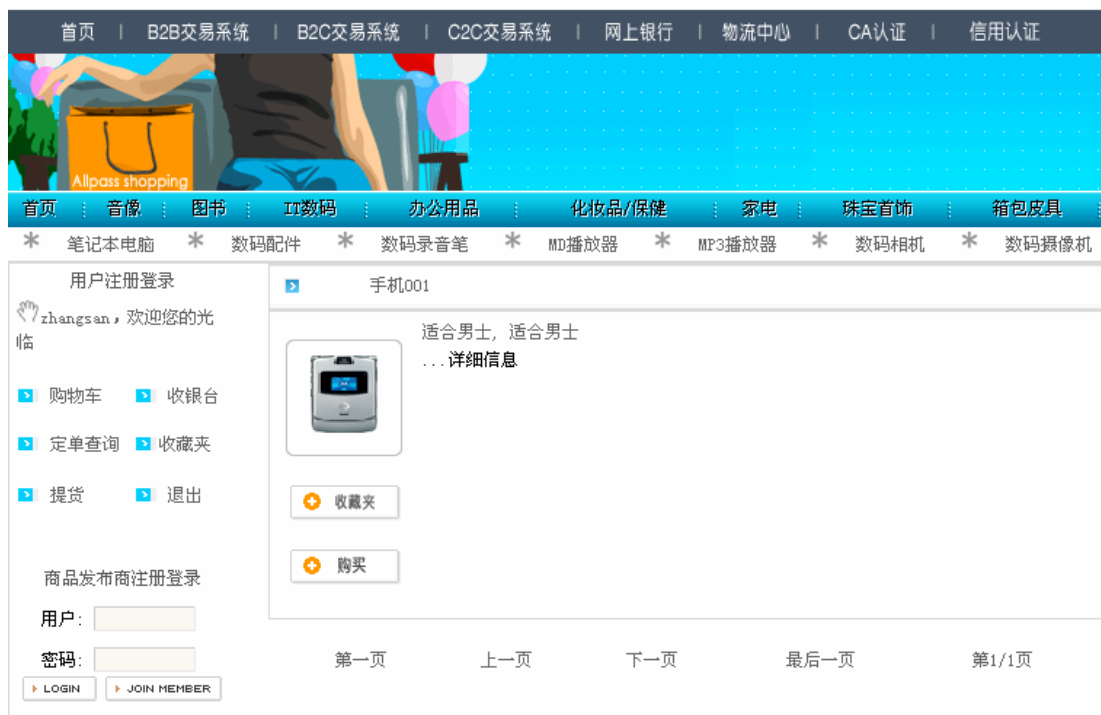 首页 | B2B交易系统 | B2C交易系统 | C2C交易系统 | 网上银行 | 物流中心 | CA认证 | 信用认证
Allpass shopping
首页 音像 图书 IT数码 办公用品 化妆品/保健 家电 珠宝首饰 箱包皮具
* 笔记本电脑 * 数码配件 * 数码录音笔 * MD播放器 * MP3播放器 * 数码相机 * 数码摄像机
用户注册登录
zhangsan，欢迎您的光
临
购物车 收银台
定单查询 收藏夹
提货 退出
商品发布商注册登录
用户:
密码:
LOGIN JOIN MEMBER
手机001
适合男士, 适合男士
...详细信息
收藏夹
购买
第一页 上一页 下一页 最后一页 第1/1页